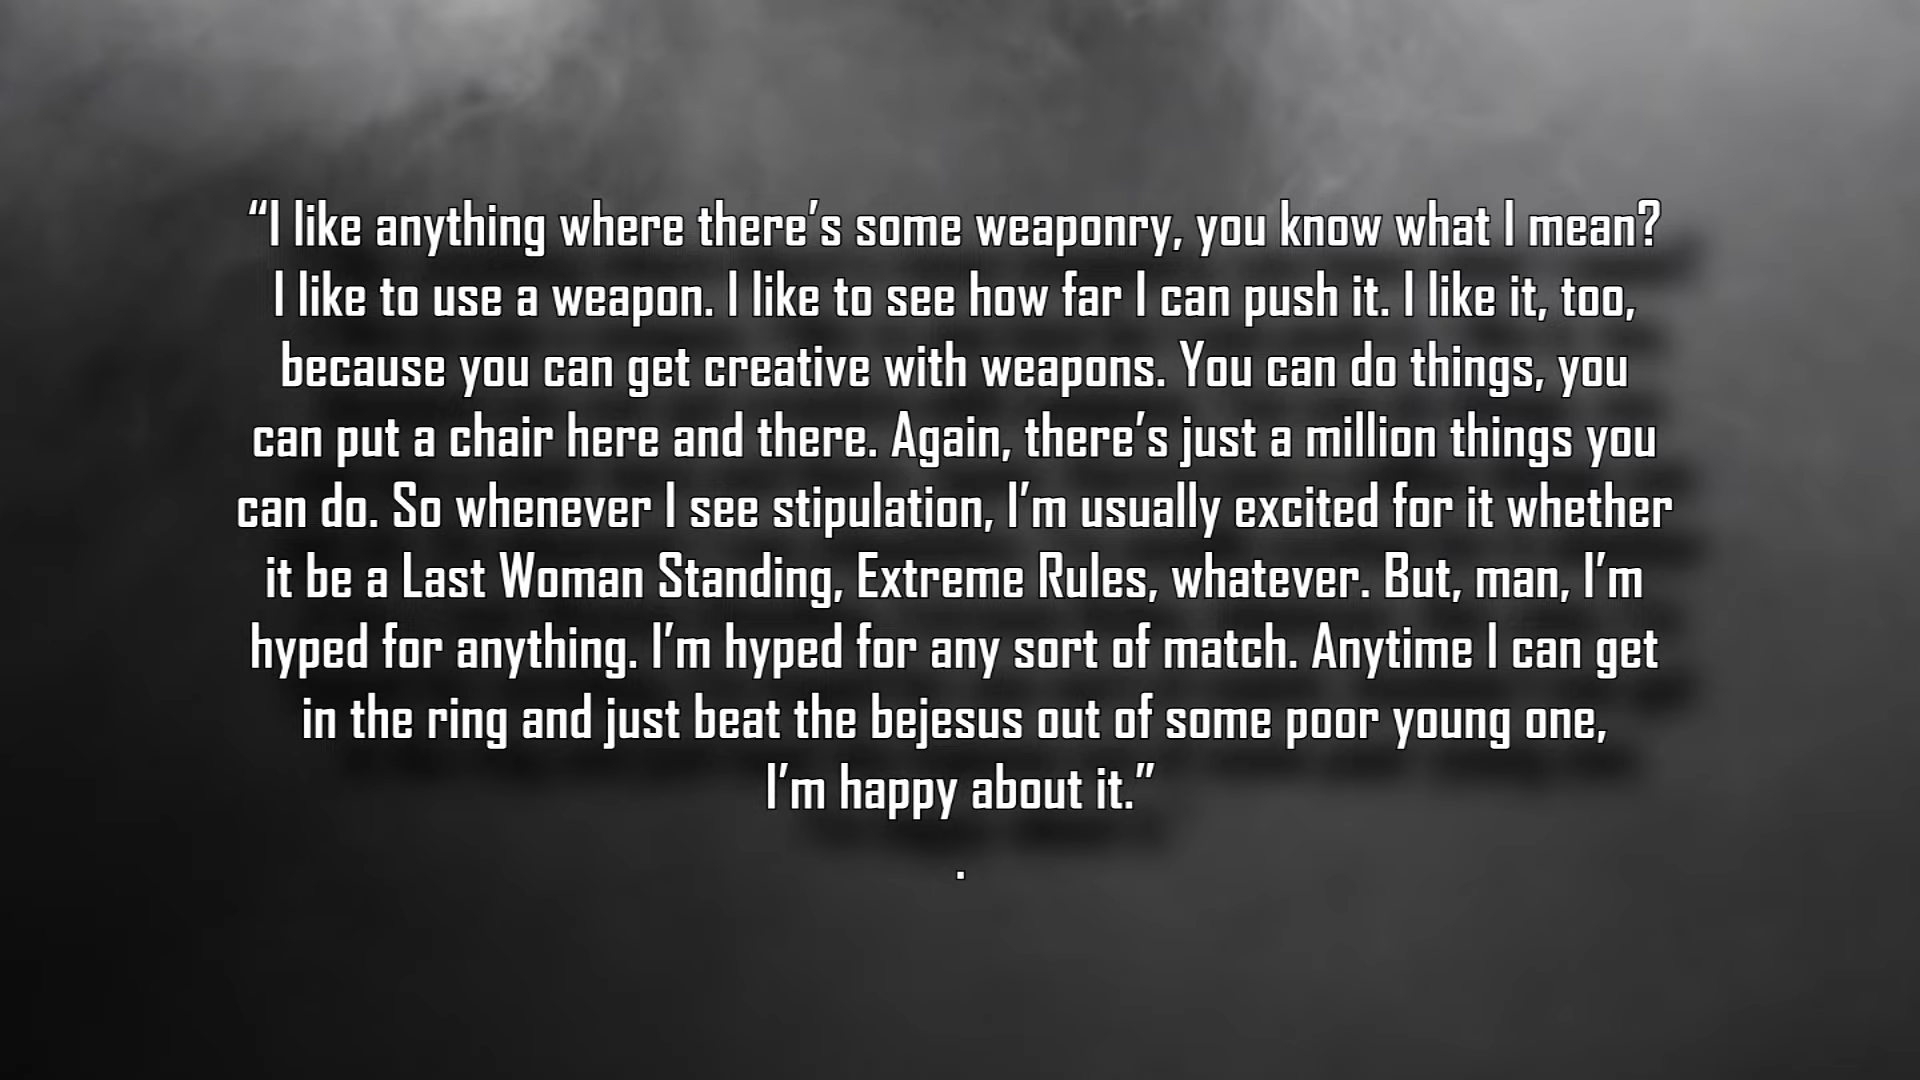 “I like anything where there’s some weaponry, you know what I mean?
I like to use a weapon. I like to see how far I can push it. I like it, too,
because you can get creative with weapons. You can do things, you
can put a chair here and there. Again, there’s just a million things you
can do. So whenever I see stipulation, I’m usually excited for it whether
it be a Last Woman Standing, Extreme Rules, whatever. But, man, I’m
hyped for anything. I’m hyped for any sort of match. Anytime I can get
in the ring and just beat the bejesus out of some poor young one,
I’m happy about it.”
.